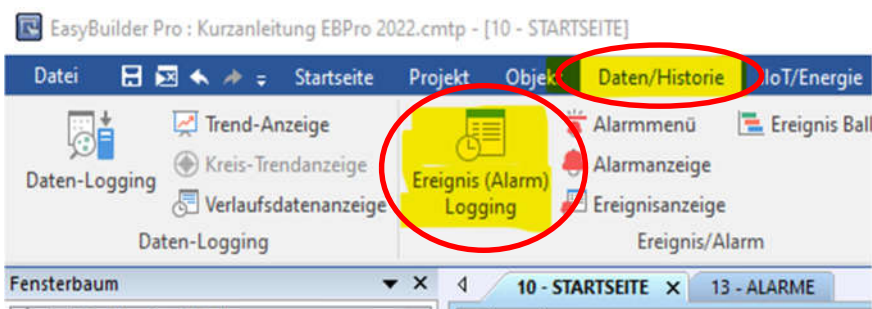 EasyBuilder Pro : Kurzanleitung EBPro 2022.cmtp - [10 - STARTSEITE]
Datei Startseite Projekt Objekt Daten/Historie IIoT/Energie
Trend-Anzeige Alarmmenü Ereignis Ball
Kreis-Trendanzeige Alarmanzeige
Daten-Logging Ereignis (Alarm)
Logging
Verlaufsdatenanzeige Ereignisanzeige
Daten-Logging Ereignis/Alarm
Fensterbaum 10 - STARTSEITE 13 - ALARME